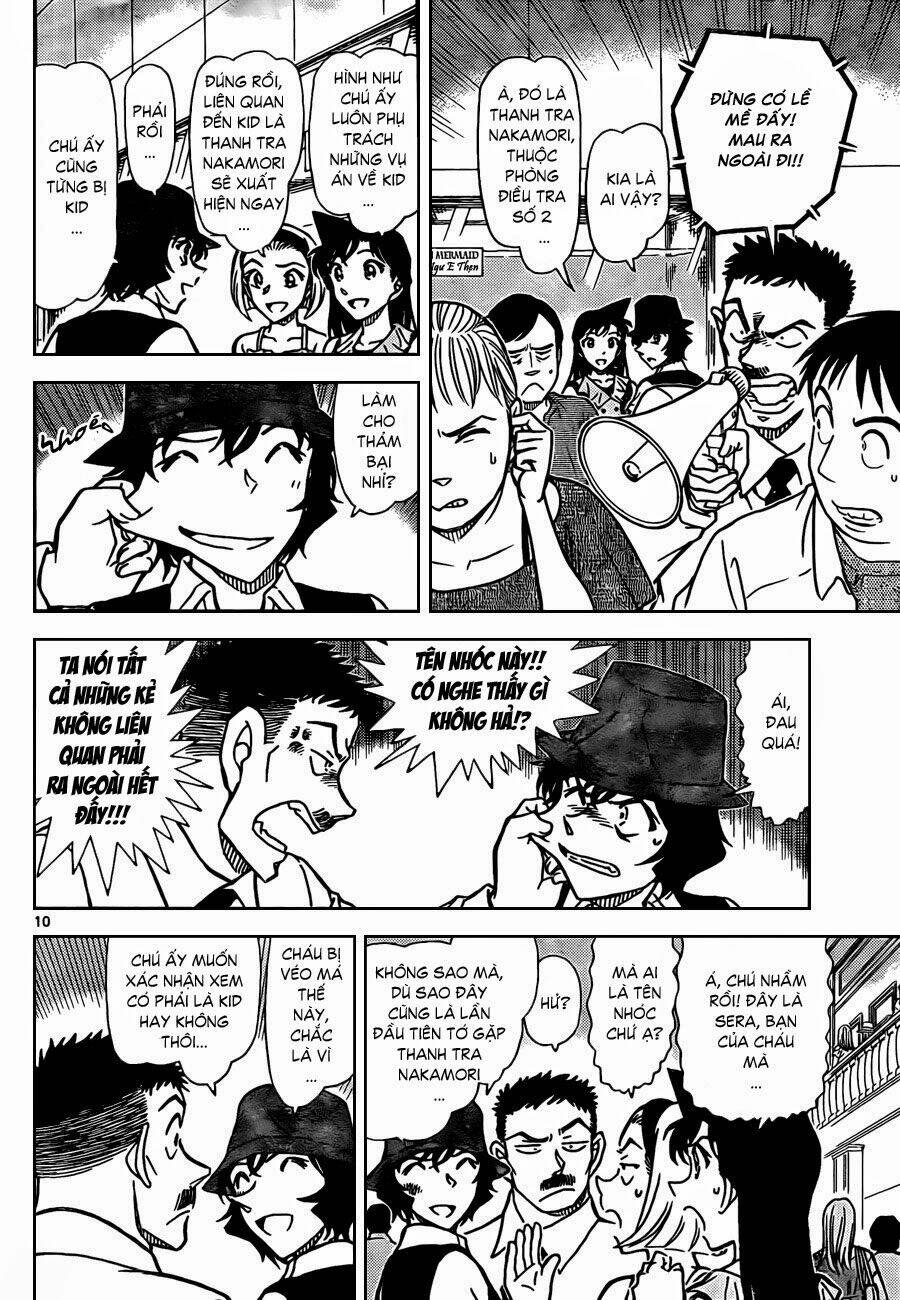 ĐỪNG CÓ LỀ
MỀ ĐẤY!
MAU RA
NGOÀI ĐI!!
KIA LÀ
AI VẬY?
À, ĐÓ LÀ
THANH TRA
NAKAMORI,
THUỘC
PHÒNG
ĐIỀU TRA
SỐ 2
...
MERMAID
HÌNH NHƯ
CHÚ ẤY
LUÔN PHỤ
TRÁCH
NHỮNG VỤ
ÁN VỀ KID
...
ĐÚNG RỒI,
LIÊN QUAN
ĐẾN KID LÀ
THANH TRA
NAKAMORI
SẼ XUẤT
HIỆN NGAY
...
PHẢI
RỒI
...
CHÚ ẤY
CŨNG
TỪNG BỊ
KID
LÀM
CHO
THẢM
BẠI
NHỈ?
ÁI,
ĐAU
QUÁ!
TÊN NHÓC NÀY!!
CÓ NGHE THẤY GÌ
KHÔNG HẢ!?
TA NÓI TẤT
CẢ NHỮNG KẺ
KHÔNG LIÊN
QUAN PHẢI
RA NGOÀI HẾT
ĐẤY!!!
10
Á, CHÚ NHẦM
RỒI! ĐÂY LÀ
SERA, BẠN
CỦA CHÁU
MÀ
...
MÀ AI
LÀ TÊN
NHÓC
CHỨ Ạ?
HỬ?
KHÔNG SAO MÀ,
DÙ SAO ĐÂY
CŨNG LÀ LẦN
ĐẦU TIÊN TỚ GẶP
THANH TRA
NAKAMORI
...
CHÁU BỊ
VÉO MÁ
THẾ
NÀY,
CHẮC
LÀ VÌ
...
CHÚ ẤY MUỐN
XÁC NHẬN XEM
CÓ PHẢI LÀ KID
HAY KHÔNG
THÔI...